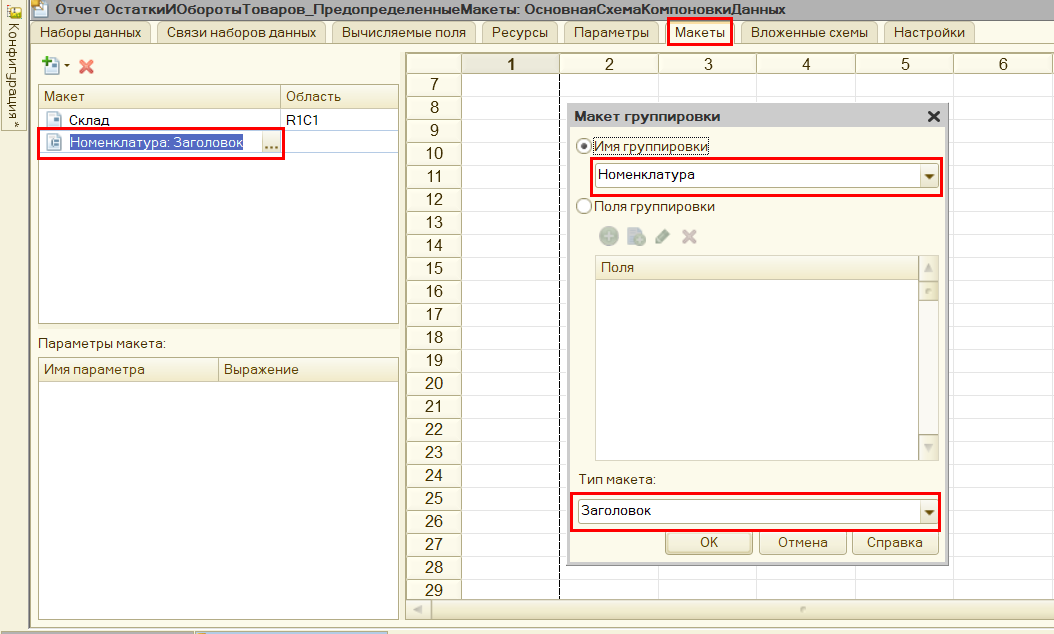 Отчет ОстаткиИОборотыТоваров_ПредопределенныеМакеты: ОсновнаяСхемаКомпоновкиДанных
Конфигурация *
Наборы данных Связи наборов данных Вычисляемые поля Ресурсы Параметры Макеты Вложенные схемы Настройки
Макет Область
Склад R1C1
Номенклатура: Заголовок ...
Параметры макета:
Имя параметра Выражение
1 2 3 4 5 6
7
8
9
10
11
12
13
14
15
16
17
18
19
20
21
22
23
24
25
26
27
28
29
Макет группировки
Имя группировки
Номенклатура
Поля группировки
Поля
Тип макета:
Заголовок
OK Отмена Справка